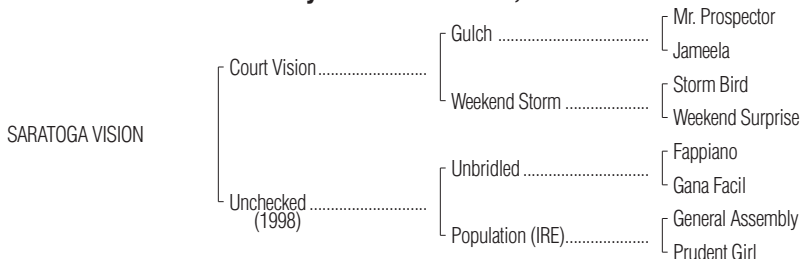 Mr. Prospector
Gulch ....................................
Jameela
Court Vision..........................
Storm Bird
Weekend Storm ....................
Weekend Surprise
SARATOGA VISION
Fappiano
Unbridled ..............................
Gana Facil
Unchecked ............................
(1998)
General Assembly
Population (IRE)....................
Prudent Girl